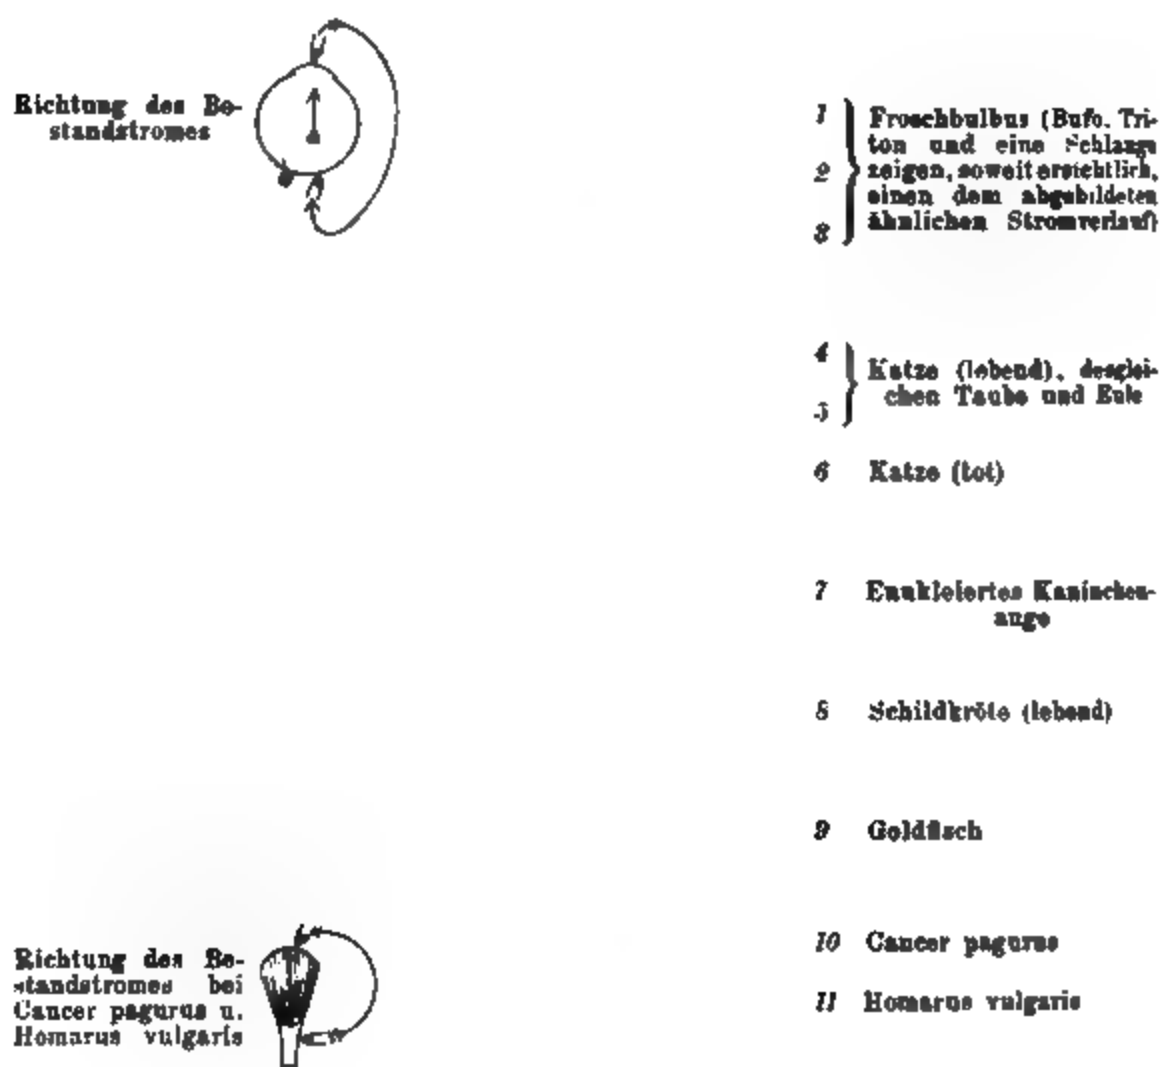 Richtung des Be-
standstromes
1
2
3
Froschbulbus (Bufo. Tri-
ton und eine Schlange
zeigen, soweit ersichtlich,
einen dem abgebildeten
ähnlichen Stromverlauf)
4
5
Katze (lebend), desglei-
chen Taube und Eule
6 Katze (tot)
7 Enukleiertes Kaninchen-
auge
8 Schildkröte (lebend)
9 Goldfisch
Richtung des Be-
standstromes bei
Cancer pagurus u.
Homarus vulgaris
10 Cancer pagurus
11 Homarus vulgaris